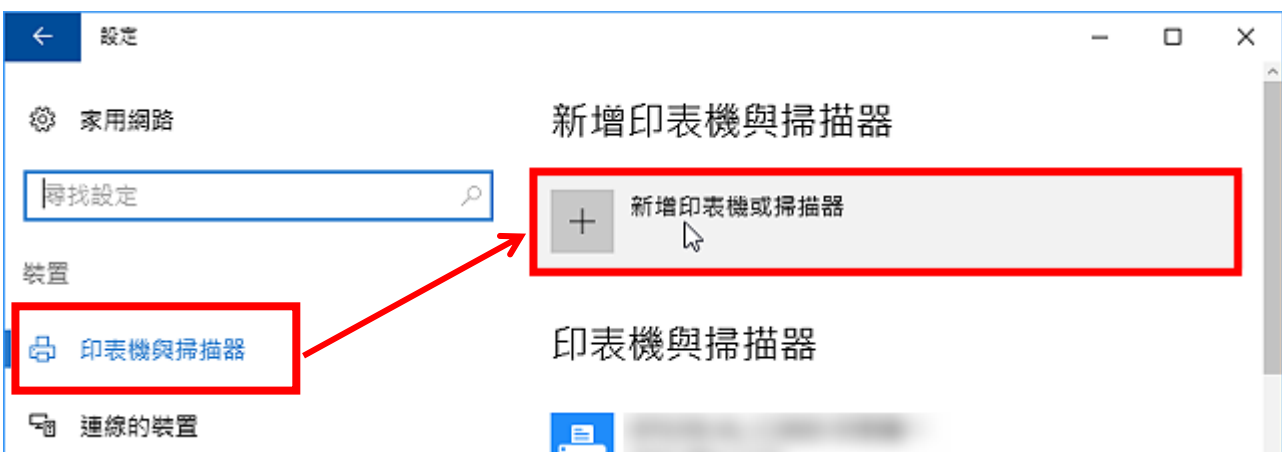 設定
家用網路
尋找設定
裝置
印表機與掃描器
連線的裝置
新增印表機與掃描器
新增印表機或掃描器
印表機與掃描器